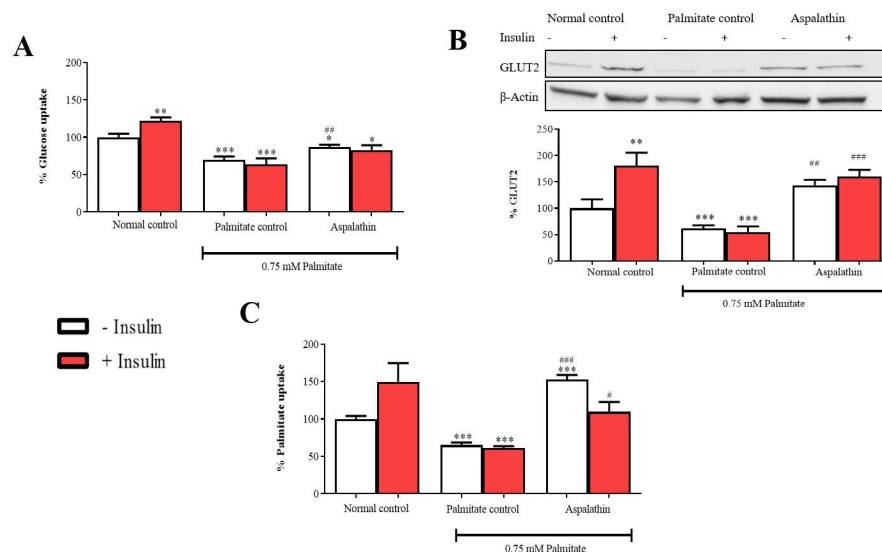 A
% Glucose uptake
200
150
100
50
0
**
***
***
##
*
*
Normal control
Palmitate control
Aspalathin
0.75 mM Palmitate
B
Normal control
Palmitate control
Aspalathin
Insulin
-
+
-
+
-
+
GLUT2
β-Actin
% GLUT2
250
200
150
100
50
0
**
***
***
##
###
Normal control
Palmitate control
Aspalathin
0.75 mM Palmitate
- Insulin
+ Insulin
C
% Palmitate uptake
200
150
100
50
0
***
***
###
***
#
Normal control
Palmitate control
Aspalathin
0.75 mM Palmitate